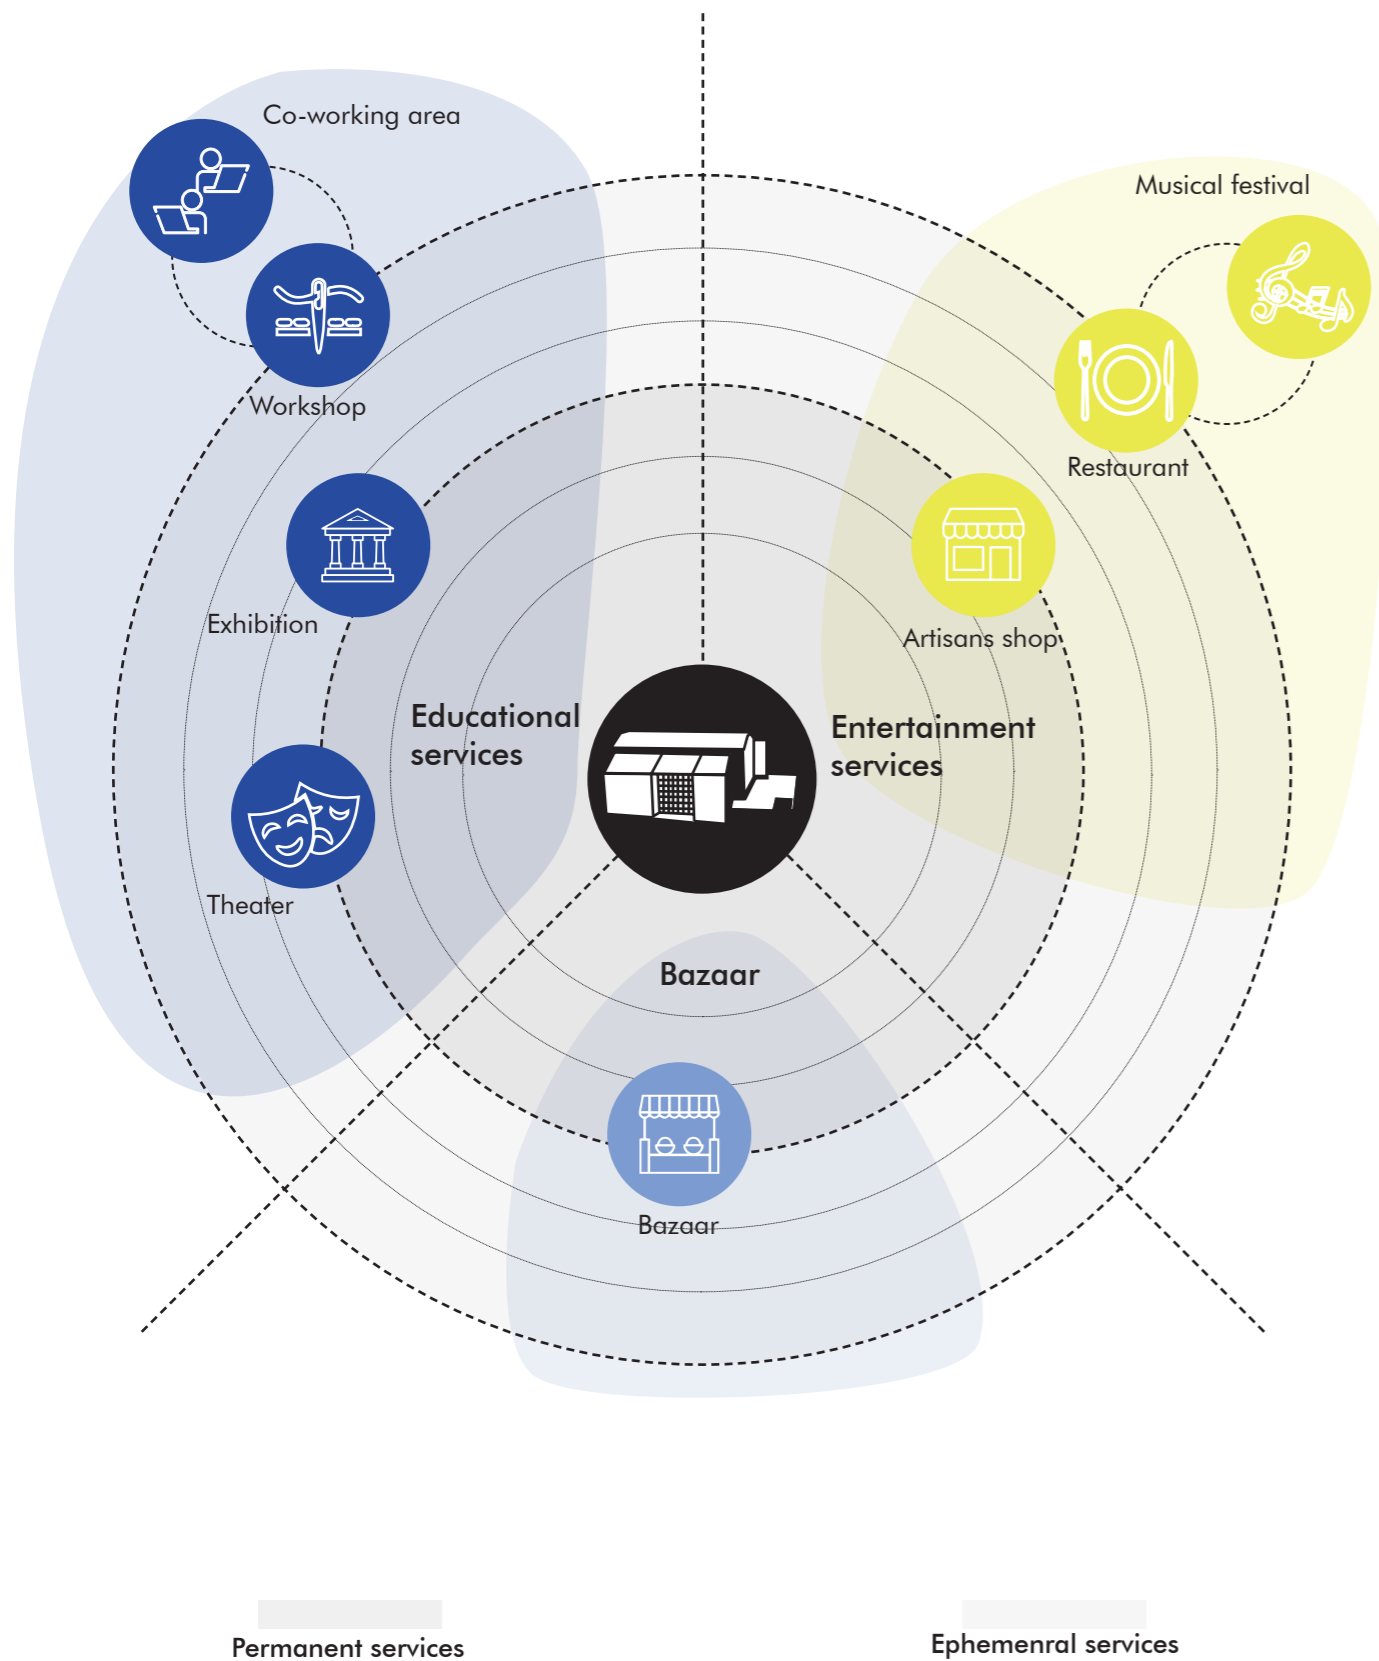 Co-working area
Musical festival
Workshop
Restaurant
Exhibition
Artisans shop
Educational
services
Entertainment
services
Theater
Bazaar
Bazaar
Permanent services
Ephemenral services